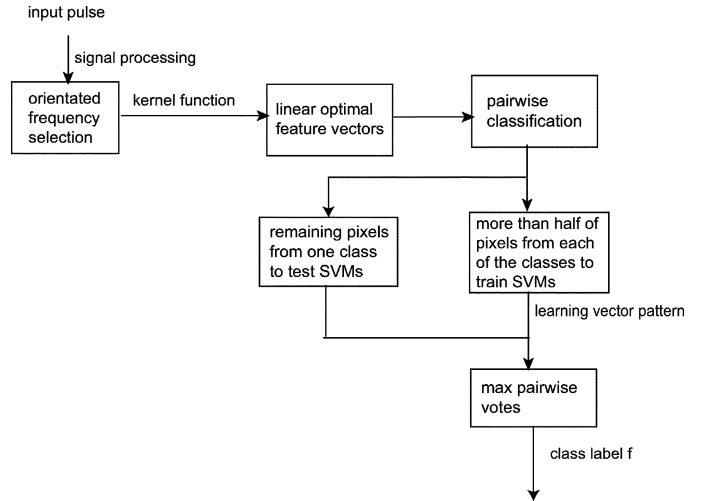 input pulse
signal processing
orientated
frequency
selection
kernel function
linear optimal
feature vectors
pairwise
classification
remaining pixels
from one class
to test SVMs
more than half of
pixels from each
of the classes to
train SVMs
learning vector pattern
max pairwise
votes
class label f